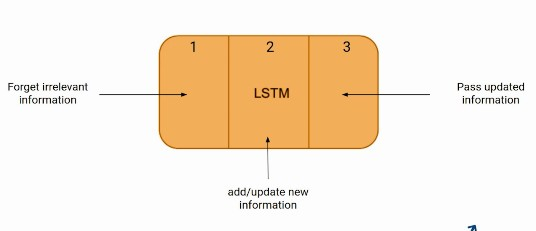 1
2
3
Forget irrelevant
information
LSTM
Pass updated
information
add/update new
information